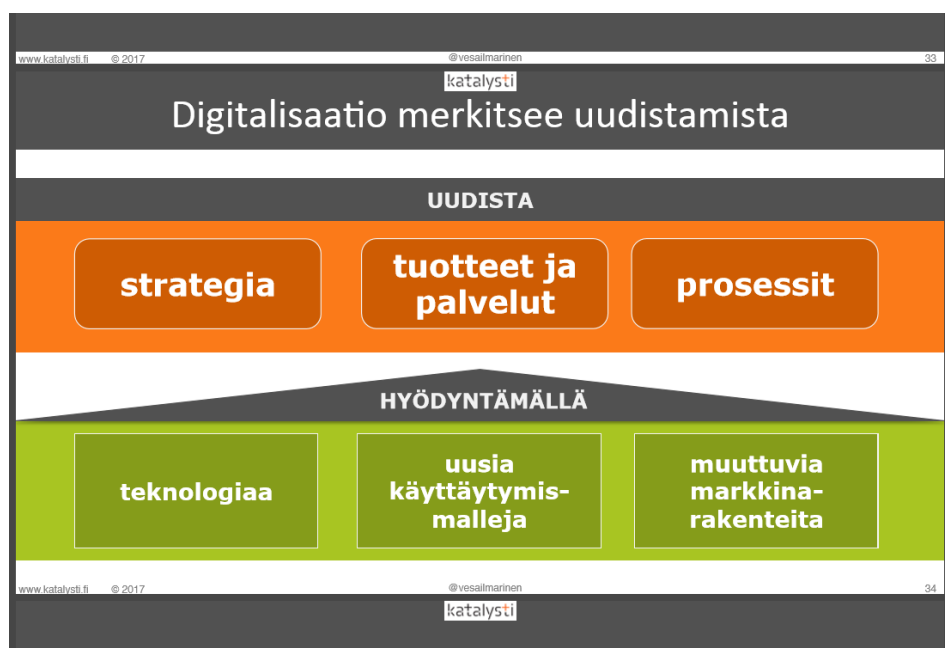 www.katalysti.fi © 2017 @vesailmarinen 33
katalysti
Digitalisaatio merkitsee uudistamista
UUDISTA
strategia
tuotteet ja
palvelut
prosessit
HYÖDYNTÄMÄLLÄ
teknologiaa
uusia
käyttäytymis-
malleja
muuttuvia
markkina-
rakenteita
www.katalysti.fi © 2017 @vesailmarinen 34
katalysti